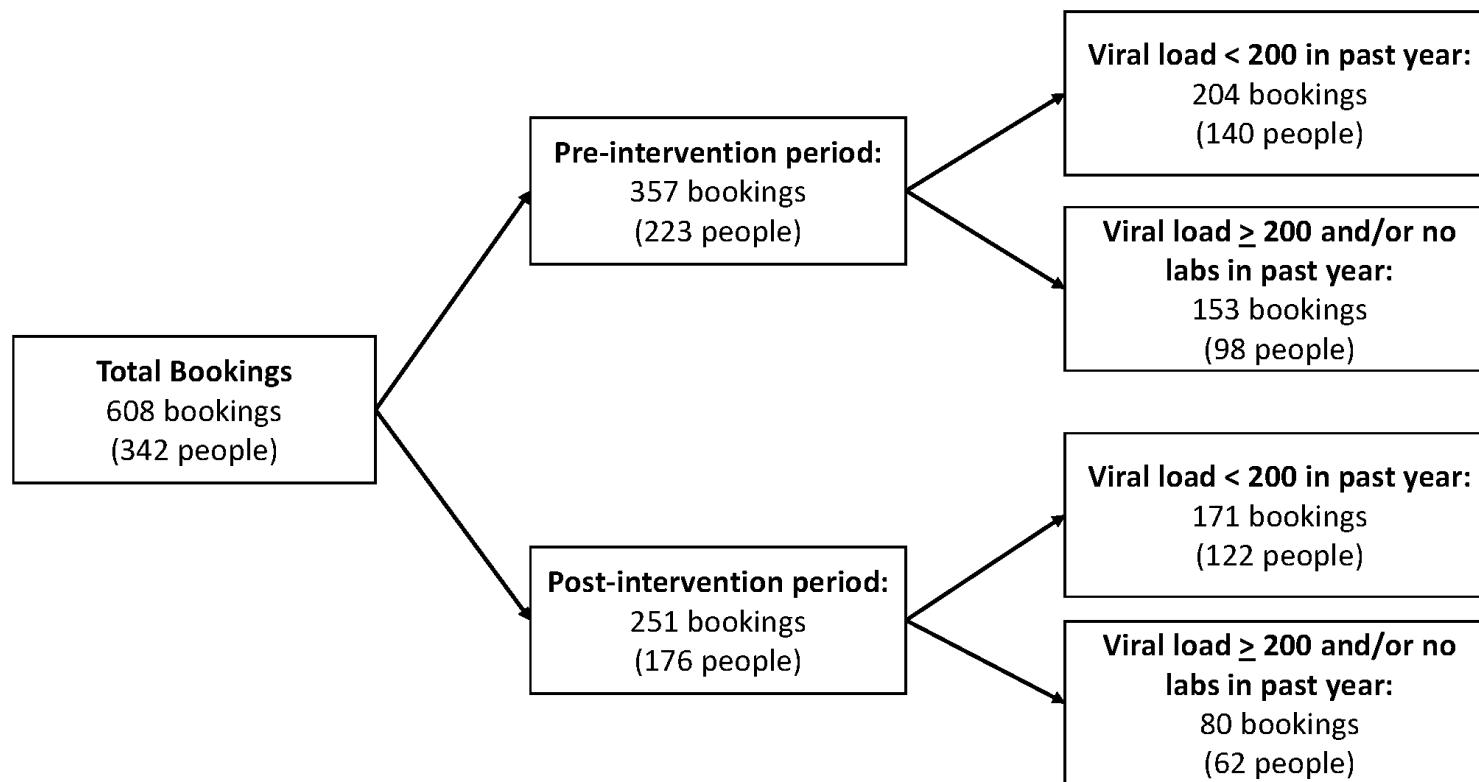 Total Bookings
608 bookings
(342 people)
Pre-intervention period:
357 bookings
(223 people)
Post-intervention period:
251 bookings
(176 people)
Viral load < 200 in past year:
204 bookings
(140 people)
Viral load ≥ 200 and/or no
labs in past year:
153 bookings
(98 people)
Viral load < 200 in past year:
171 bookings
(122 people)
Viral load ≥ 200 and/or no
labs in past year:
80 bookings
(62 people)